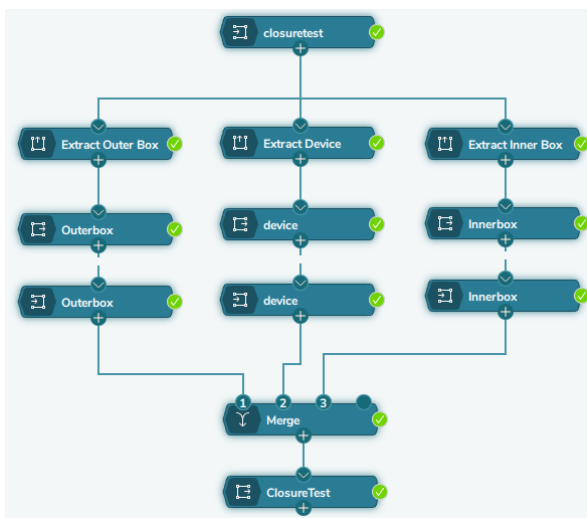 closuretest
Extract Outer Box
Extract Device
Extract Inner Box
Outerbox
device
Innerbox
Outerbox
device
Innerbox
1 2 3
Merge
ClosureTest